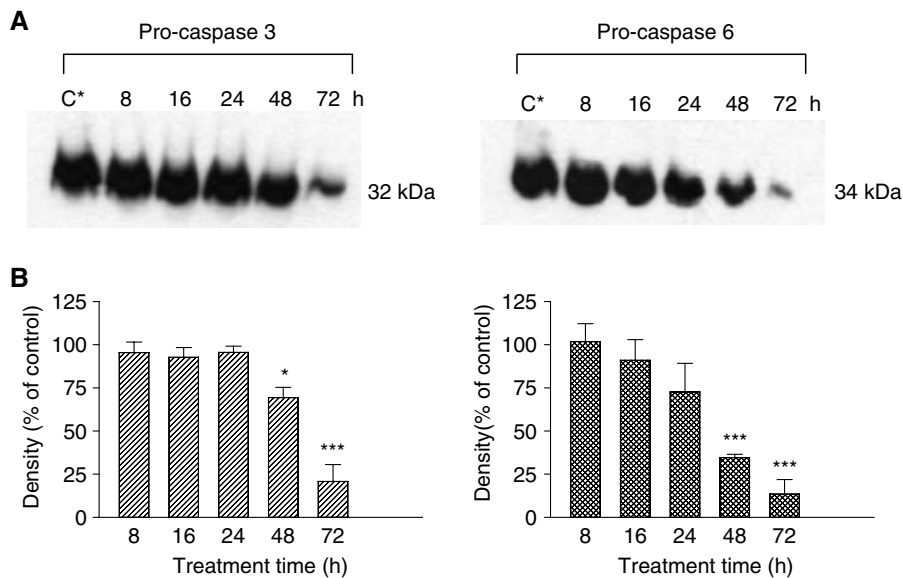 A
Pro-caspase 3
C* 8 16 24 48 72 h
32 kDa
Pro-caspase 6
C* 8 16 24 48 72 h
34 kDa
B
Density (% of control)
125
100
75
50
25
0
*
***
8 16 24 48 72
Treatment time (h)
Density(% of control)
125
100
75
50
25
0
***
***
8 16 24 48 72
Treatment time (h)